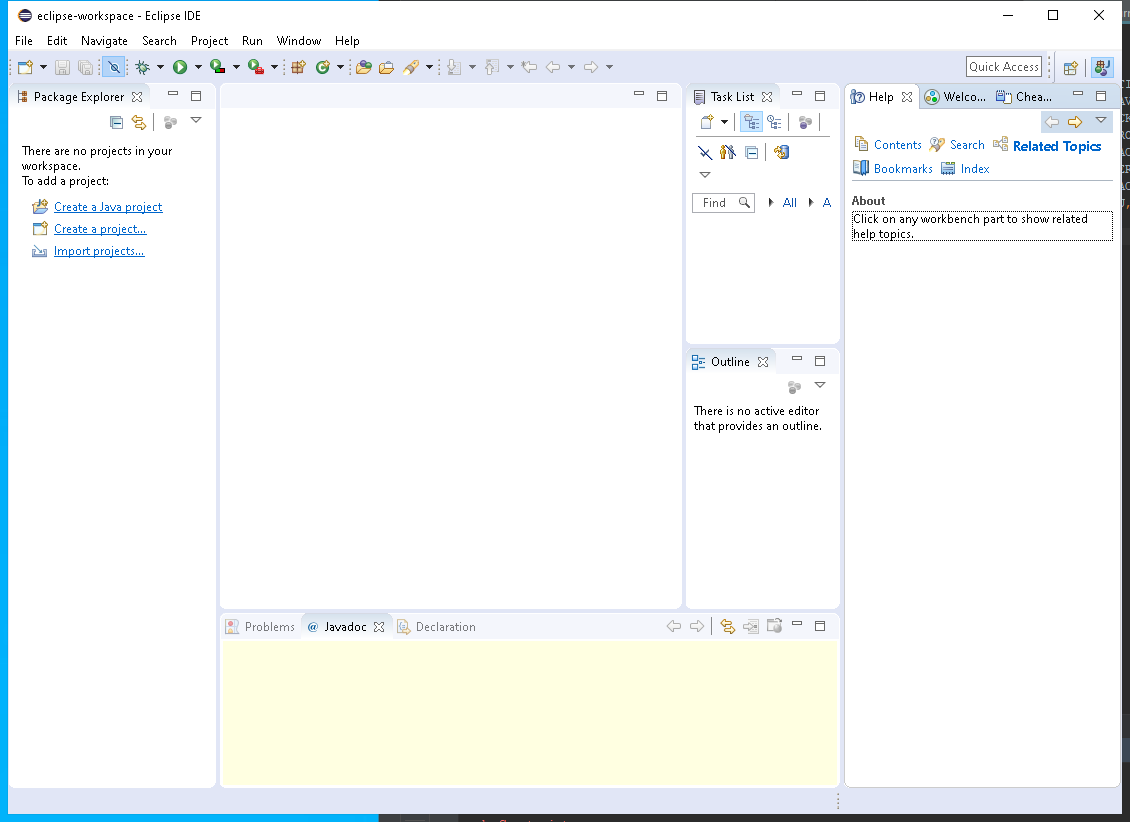 eclipse-workspace - Eclipse IDE
File Edit Navigate Search Project Run Window Help
Quick Access
Package Explorer
There are no projects in your
workspace.
To add a project:
Create a Java project
Create a project...
Import projects...
Task List
Find All A
Outline
There is no active editor
that provides an outline.
Help Welco... Chea...
Contents Search Related Topics
Bookmarks Index
About
Click on any workbench part to show related
help topics.
Problems @ Javadoc Declaration